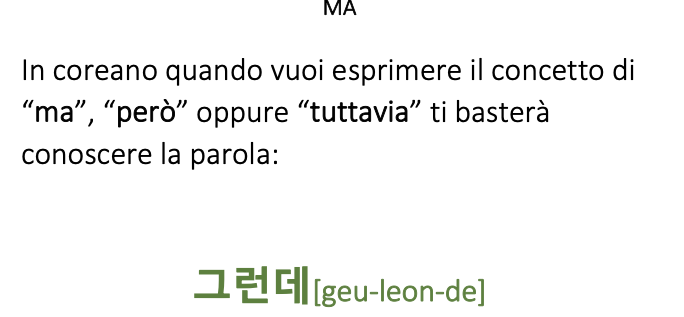 MA
In coreano quando vuoi esprimere il concetto di
“ma”, “però” oppure “tuttavia” ti basterà
conoscere la parola:
그런데[geu-leon-de]